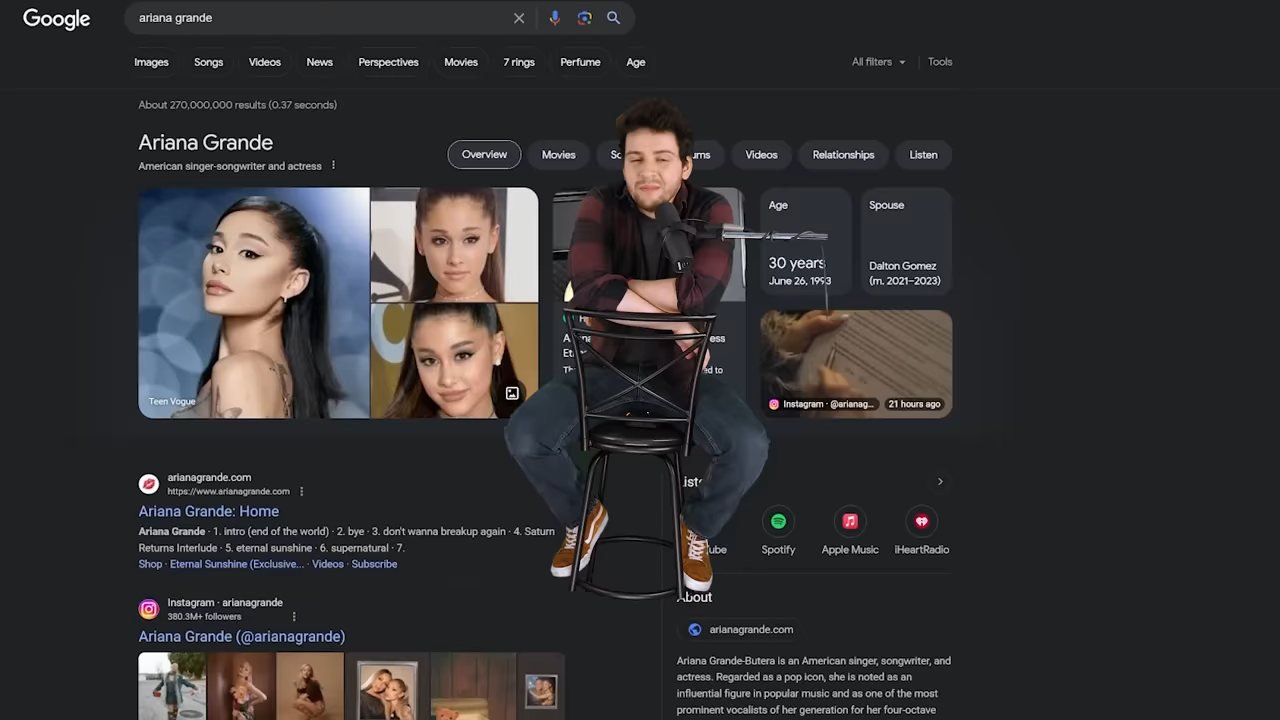 Google
ariana grande
Images
Songs
Videos
News
Perspectives
Movies
7 rings
Perfume
Age
All filters
Tools
About 270,000,000 results (0.37 seconds)
Ariana Grande
American singer-songwriter and actress
Overview
Movies
Videos
Relationships
Listen
Teen Vogue
Age
30 years
June 26, 1993
Spouse
Dalton Gomez
(m. 2021–2023)
Instagram · @arianag...
21 hours ago
arianagrande.com
https://www.arianagrande.com
Ariana Grande: Home
Ariana Grande · 1. intro (end of the world) · 2. bye · 3. don't wanna breakup again · 4. Saturn
Returns Interlude · 5. eternal sunshine · 6. supernatural · 7.
Shop · Eternal Sunshine (Exclusive... · Videos · Subscribe
Spotify
Apple Music
iHeartRadio
Instagram · arianagrande
380.3M+ followers
Ariana Grande (@arianagrande)
About
arianagrande.com
Ariana Grande-Butera is an American singer, songwriter, and
actress. Regarded as a pop icon, she is noted as an
influential figure in popular music and as one of the most
prominent vocalists of her generation for her four-octave